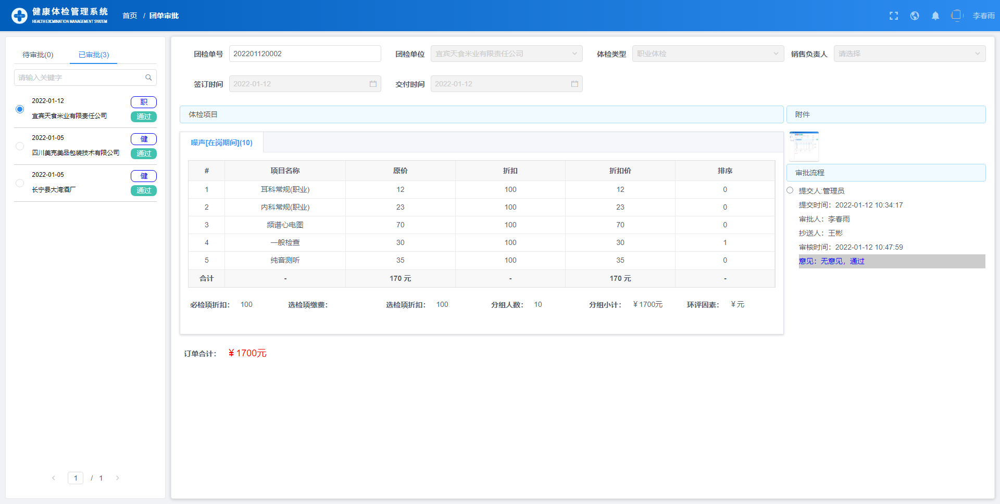 健康体检管理系统
HEALTH EXCMINATION MANAGEMENT SYATEM
首页 / 团单审批
李春雨
待审批(0) 已审批(3)
请输入关键字
2022-01-12 职
宜宾天食米业有限责任公司 通过
2022-01-05 健
四川美克美品包装技术有限公司 通过
2022-01-05 健
长宁县大湾酒厂 通过
1 / 1
团检单号 202201120002 团检单位 宜宾天食米业有限责任公司 体检类型 职业体检 销售负责人 请选择
签订时间 2022-01-12 交付时间 2022-01-12
体检项目
噪声[在岗期间](10)
# 项目名称 原价 折扣 折扣价 排序
1 耳科常规(职业) 12 100 12 0
2 内科常规(职业) 23 100 23 0
3 频谱心电图 70 100 70 0
4 一般检查 30 100 30 1
5 纯音测听 35 100 35 0
合计 - 170 元 - 170 元 -
必检项折扣： 100 选检项缴费： 选检项折扣： 100 分组人数： 10 分组小计： ¥ 1700元 环评因素： ¥ 元
订单合计： ¥ 1700元
附件
审批流程
提交人:管理员
提交时间：2022-01-12 10:34:17
审批人：李春雨
抄送人：王彬
审核时间：2022-01-12 10:47:59
意见：无意见，通过